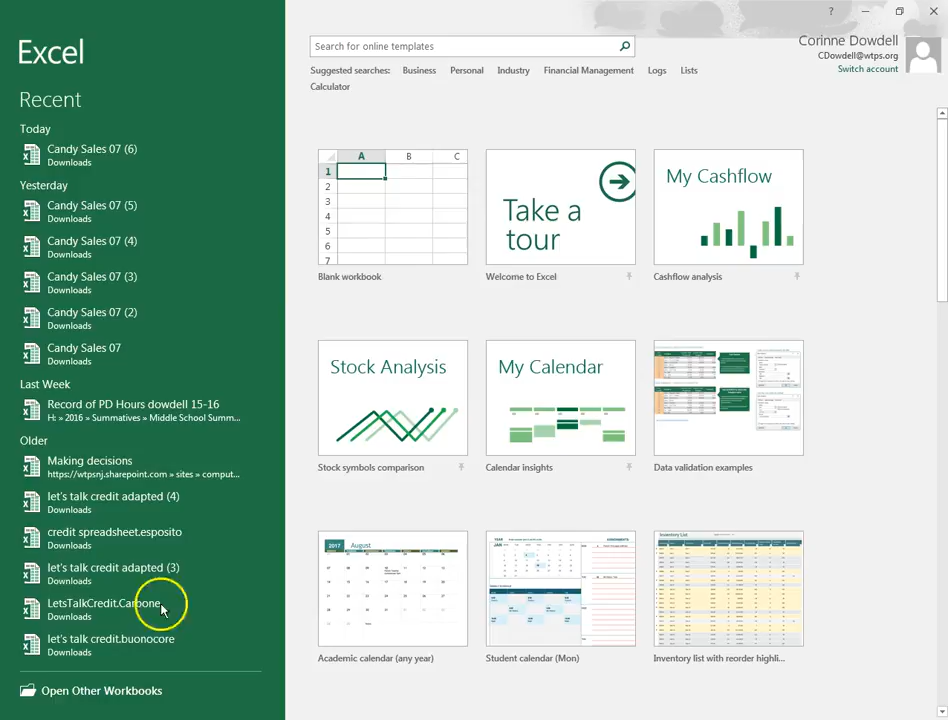 Excel
Recent
Today
Candy Sales 07 (6)
Downloads
Yesterday
Candy Sales 07 (5)
Downloads
Candy Sales 07 (4)
Downloads
Candy Sales 07 (3)
Downloads
Candy Sales 07 (2)
Downloads
Candy Sales 07
Downloads
Last Week
Record of PD Hours dowdell 15-16
H: » 2016 » Summatives » Middle School Summ...
Older
Making decisions
https://wtpsnj.sharepoint.com » sites » comput...
let's talk credit adapted (4)
Downloads
credit spreadsheet.esposito
Downloads
let's talk credit adapted (3)
Downloads
LetsTalkCredit.Carbone
Downloads
let's talk credit.buonocore
Downloads
Open Other Workbooks
?
Corinne Dowdell
CDowdell@wtps.org
Switch account
Search for online templates
Suggested searches: Business Personal Industry Financial Management Logs Lists
Calculator
A B C
1
2
3
4
5
6
7
Blank workbook
Take a
tour
Welcome to Excel
My Cashflow
Cashflow analysis
Stock Analysis
Stock symbols comparison
My Calendar
Calendar insights
Data validation examples
2017 August
Academic calendar (any year)
JAN
Student calendar (Mon)
Inventory List
Inventory list with reorder highli...